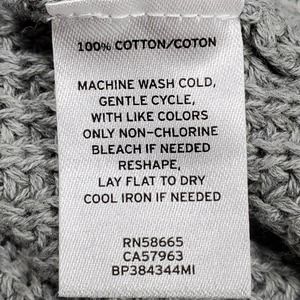 100% COTTON/COTON
MACHINE WASH COLD,
GENTLE CYCLE,
WITH LIKE COLORS
ONLY NON-CHLORINE
BLEACH IF NEEDED
RESHAPE,
LAY FLAT TO DRY
COOL IRON IF NEEDED
RN58665
CA57963
BP384344MI